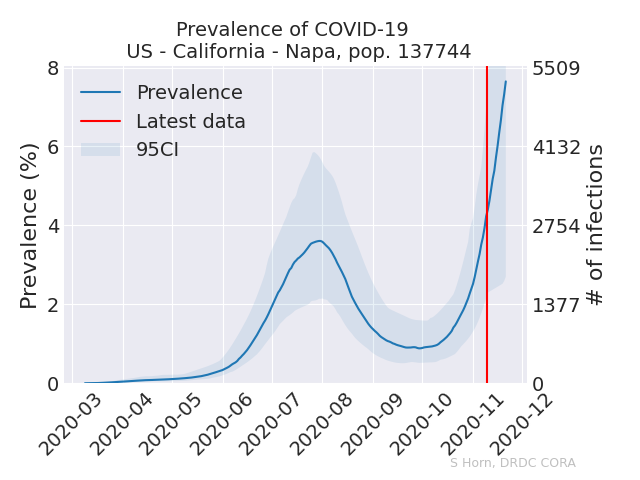 Prevalence of COVID-19
US - California - Napa, pop. 137744
8
6
4
2
0
Prevalence (%)
Prevalence
Latest data
95CI
5509
4132
2754
1377
0
# of infections
2020-03
2020-04
2020-05
2020-06
2020-07
2020-08
2020-09
2020-10
2020-11
2020-12
S Horn, DRDC CORA